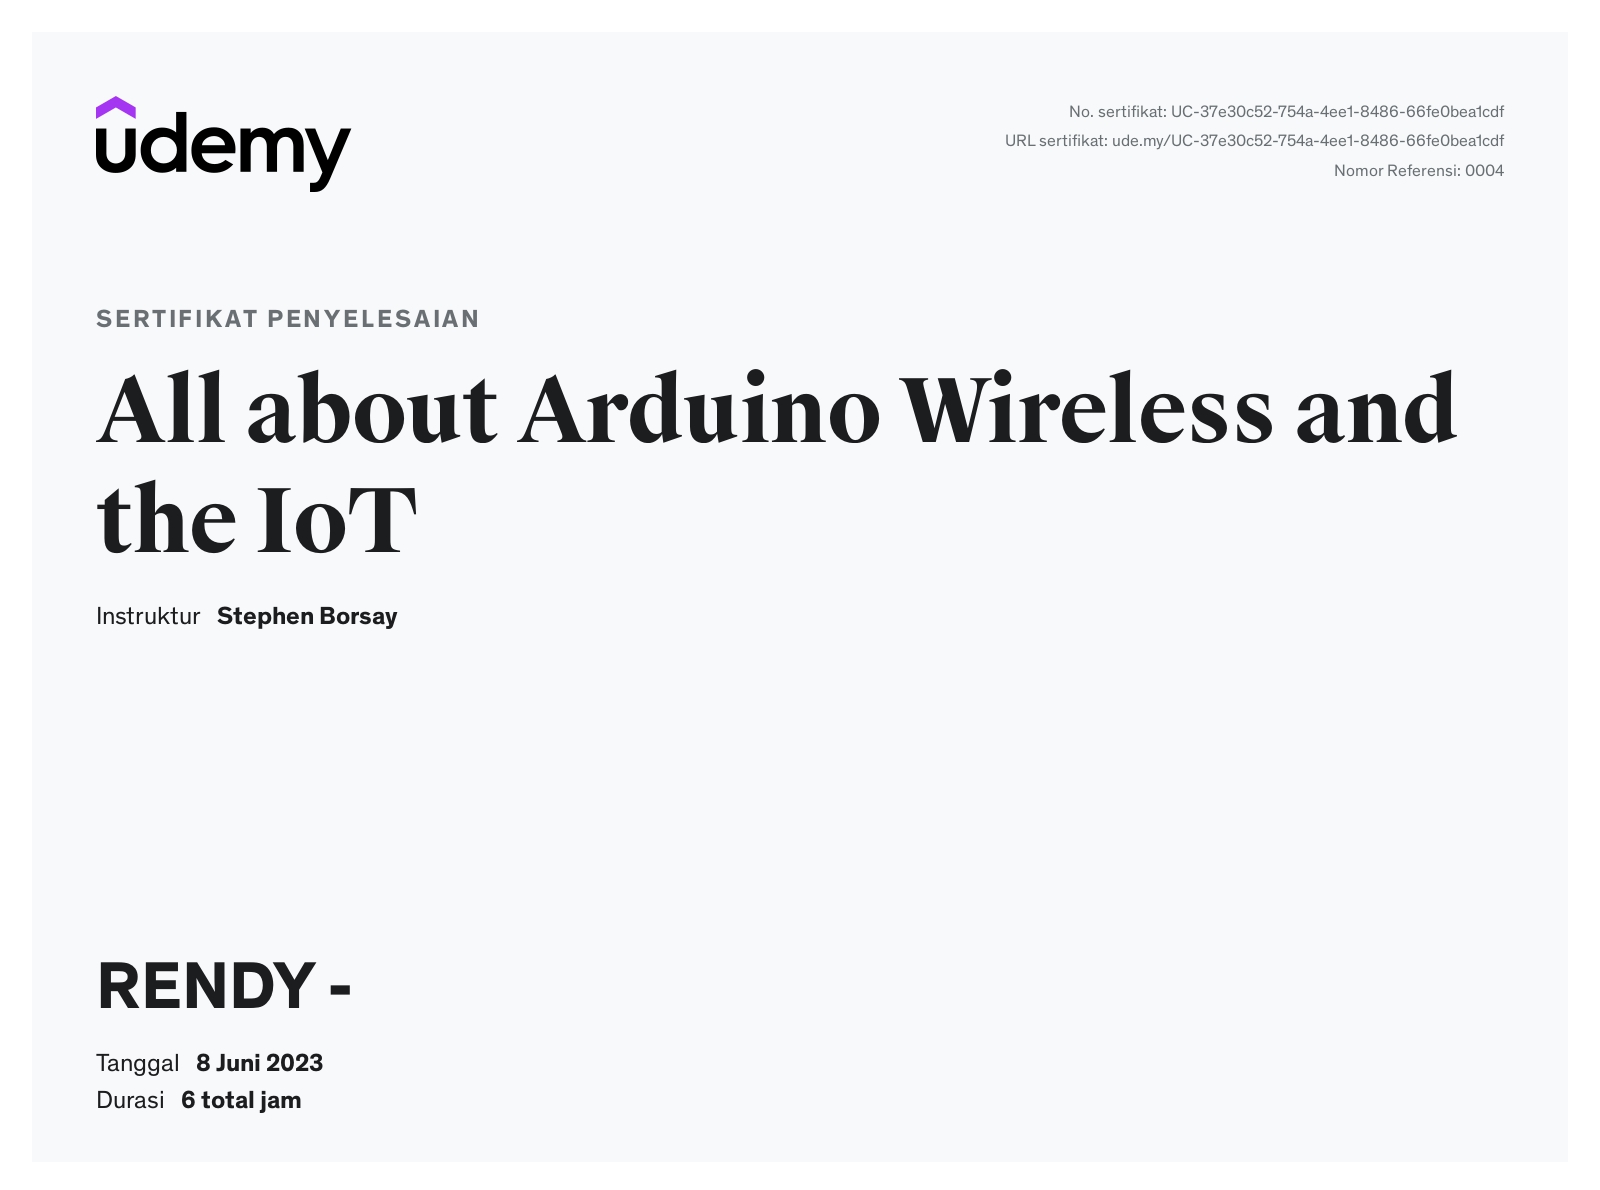 udemy
No. sertifikat: UC-37e30c52-754a-4ee1-8486-66fe0bea1cdf
URL sertifikat: ude.my/UC-37e30c52-754a-4ee1-8486-66fe0bea1cdf
Nomor Referensi: 0004
SERTIFIKAT PENYELESAIAN
All about Arduino Wireless and
the IoT
Instruktur Stephen Borsay
RENDY -
Tanggal 8 Juni 2023
Durasi 6 total jam